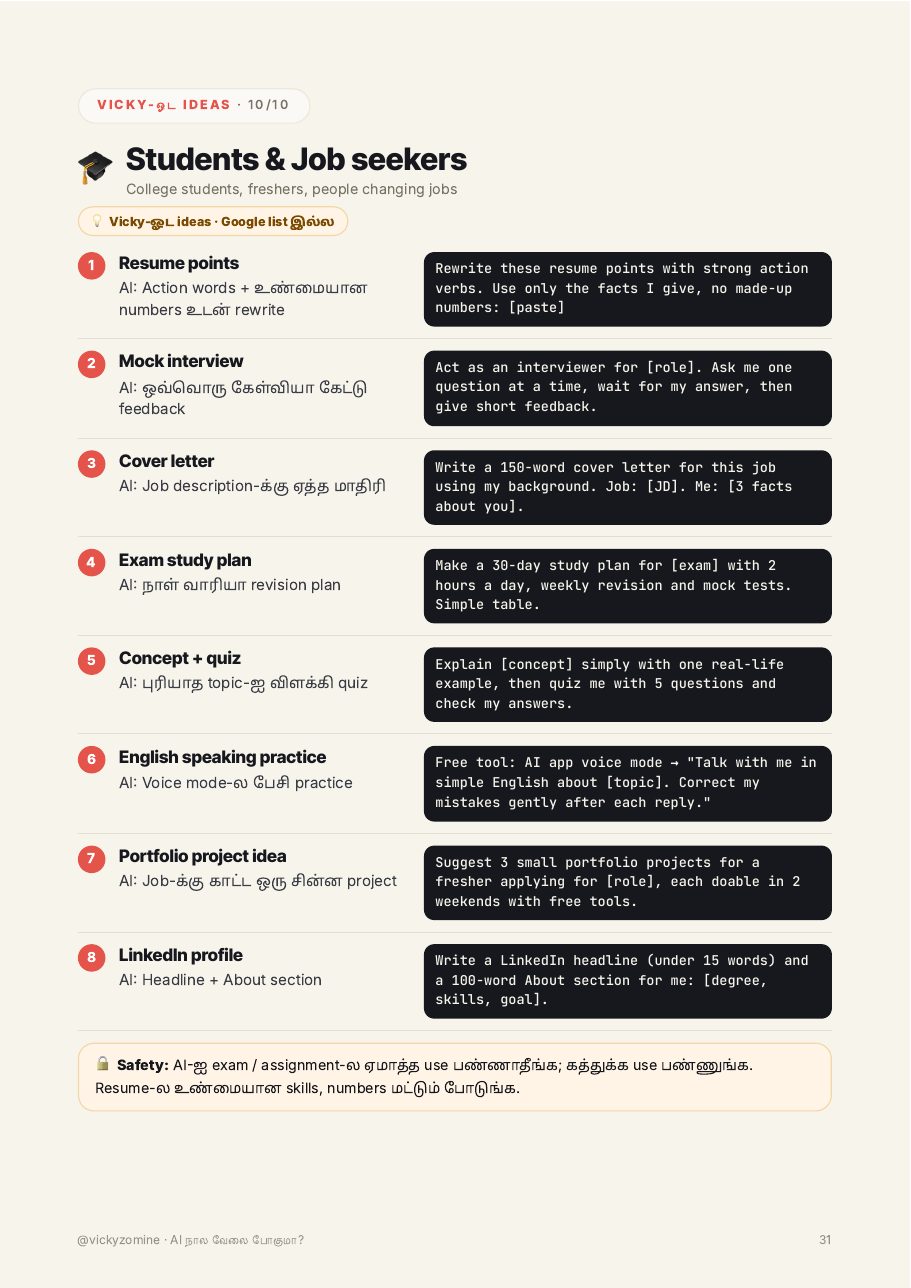 VICKY-ஓட IDEAS · 10/10
Students & Job seekers
College students, freshers, people changing jobs
Vicky-ஓட ideas · Google list இல்ல
1
Resume points
AI: Action words + உண்மையான
numbers உடன் rewrite
Rewrite these resume points with strong action
verbs. Use only the facts I give, no made-up
numbers: [paste]
2
Mock interview
AI: ஒவ்வொரு கேள்வியா கேட்டு
feedback
Act as an interviewer for [role]. Ask me one
question at a time, wait for my answer, then
give short feedback.
3
Cover letter
AI: Job description-க்கு ஏத்த மாதிரி
Write a 150-word cover letter for this job
using my background. Job: [JD]. Me: [3 facts
about you].
4
Exam study plan
AI: நாள் வாரியா revision plan
Make a 30-day study plan for [exam] with 2
hours a day, weekly revision and mock tests.
Simple table.
5
Concept + quiz
AI: புரியாத topic-ஐ விளக்கி quiz
Explain [concept] simply with one real-life
example, then quiz me with 5 questions and
check my answers.
6
English speaking practice
AI: Voice mode-ல பேசி practice
Free tool: AI app voice mode → "Talk with me in
simple English about [topic]. Correct my
mistakes gently after each reply."
7
Portfolio project idea
AI: Job-க்கு காட்ட ஒரு சின்ன project
Suggest 3 small portfolio projects for a
fresher applying for [role], each doable in 2
weekends with free tools.
8
LinkedIn profile
AI: Headline + About section
Write a LinkedIn headline (under 15 words) and
a 100-word About section for me: [degree,
skills, goal].
Safety: AI-ஐ exam / assignment-ல ஏமாத்த use பண்ணாதீங்க; கத்துக்க use பண்ணுங்க.
Resume-ல உண்மையான skills, numbers மட்டும் போடுங்க.
@vickyzomine · AI நால வேலை போகுமா?
31